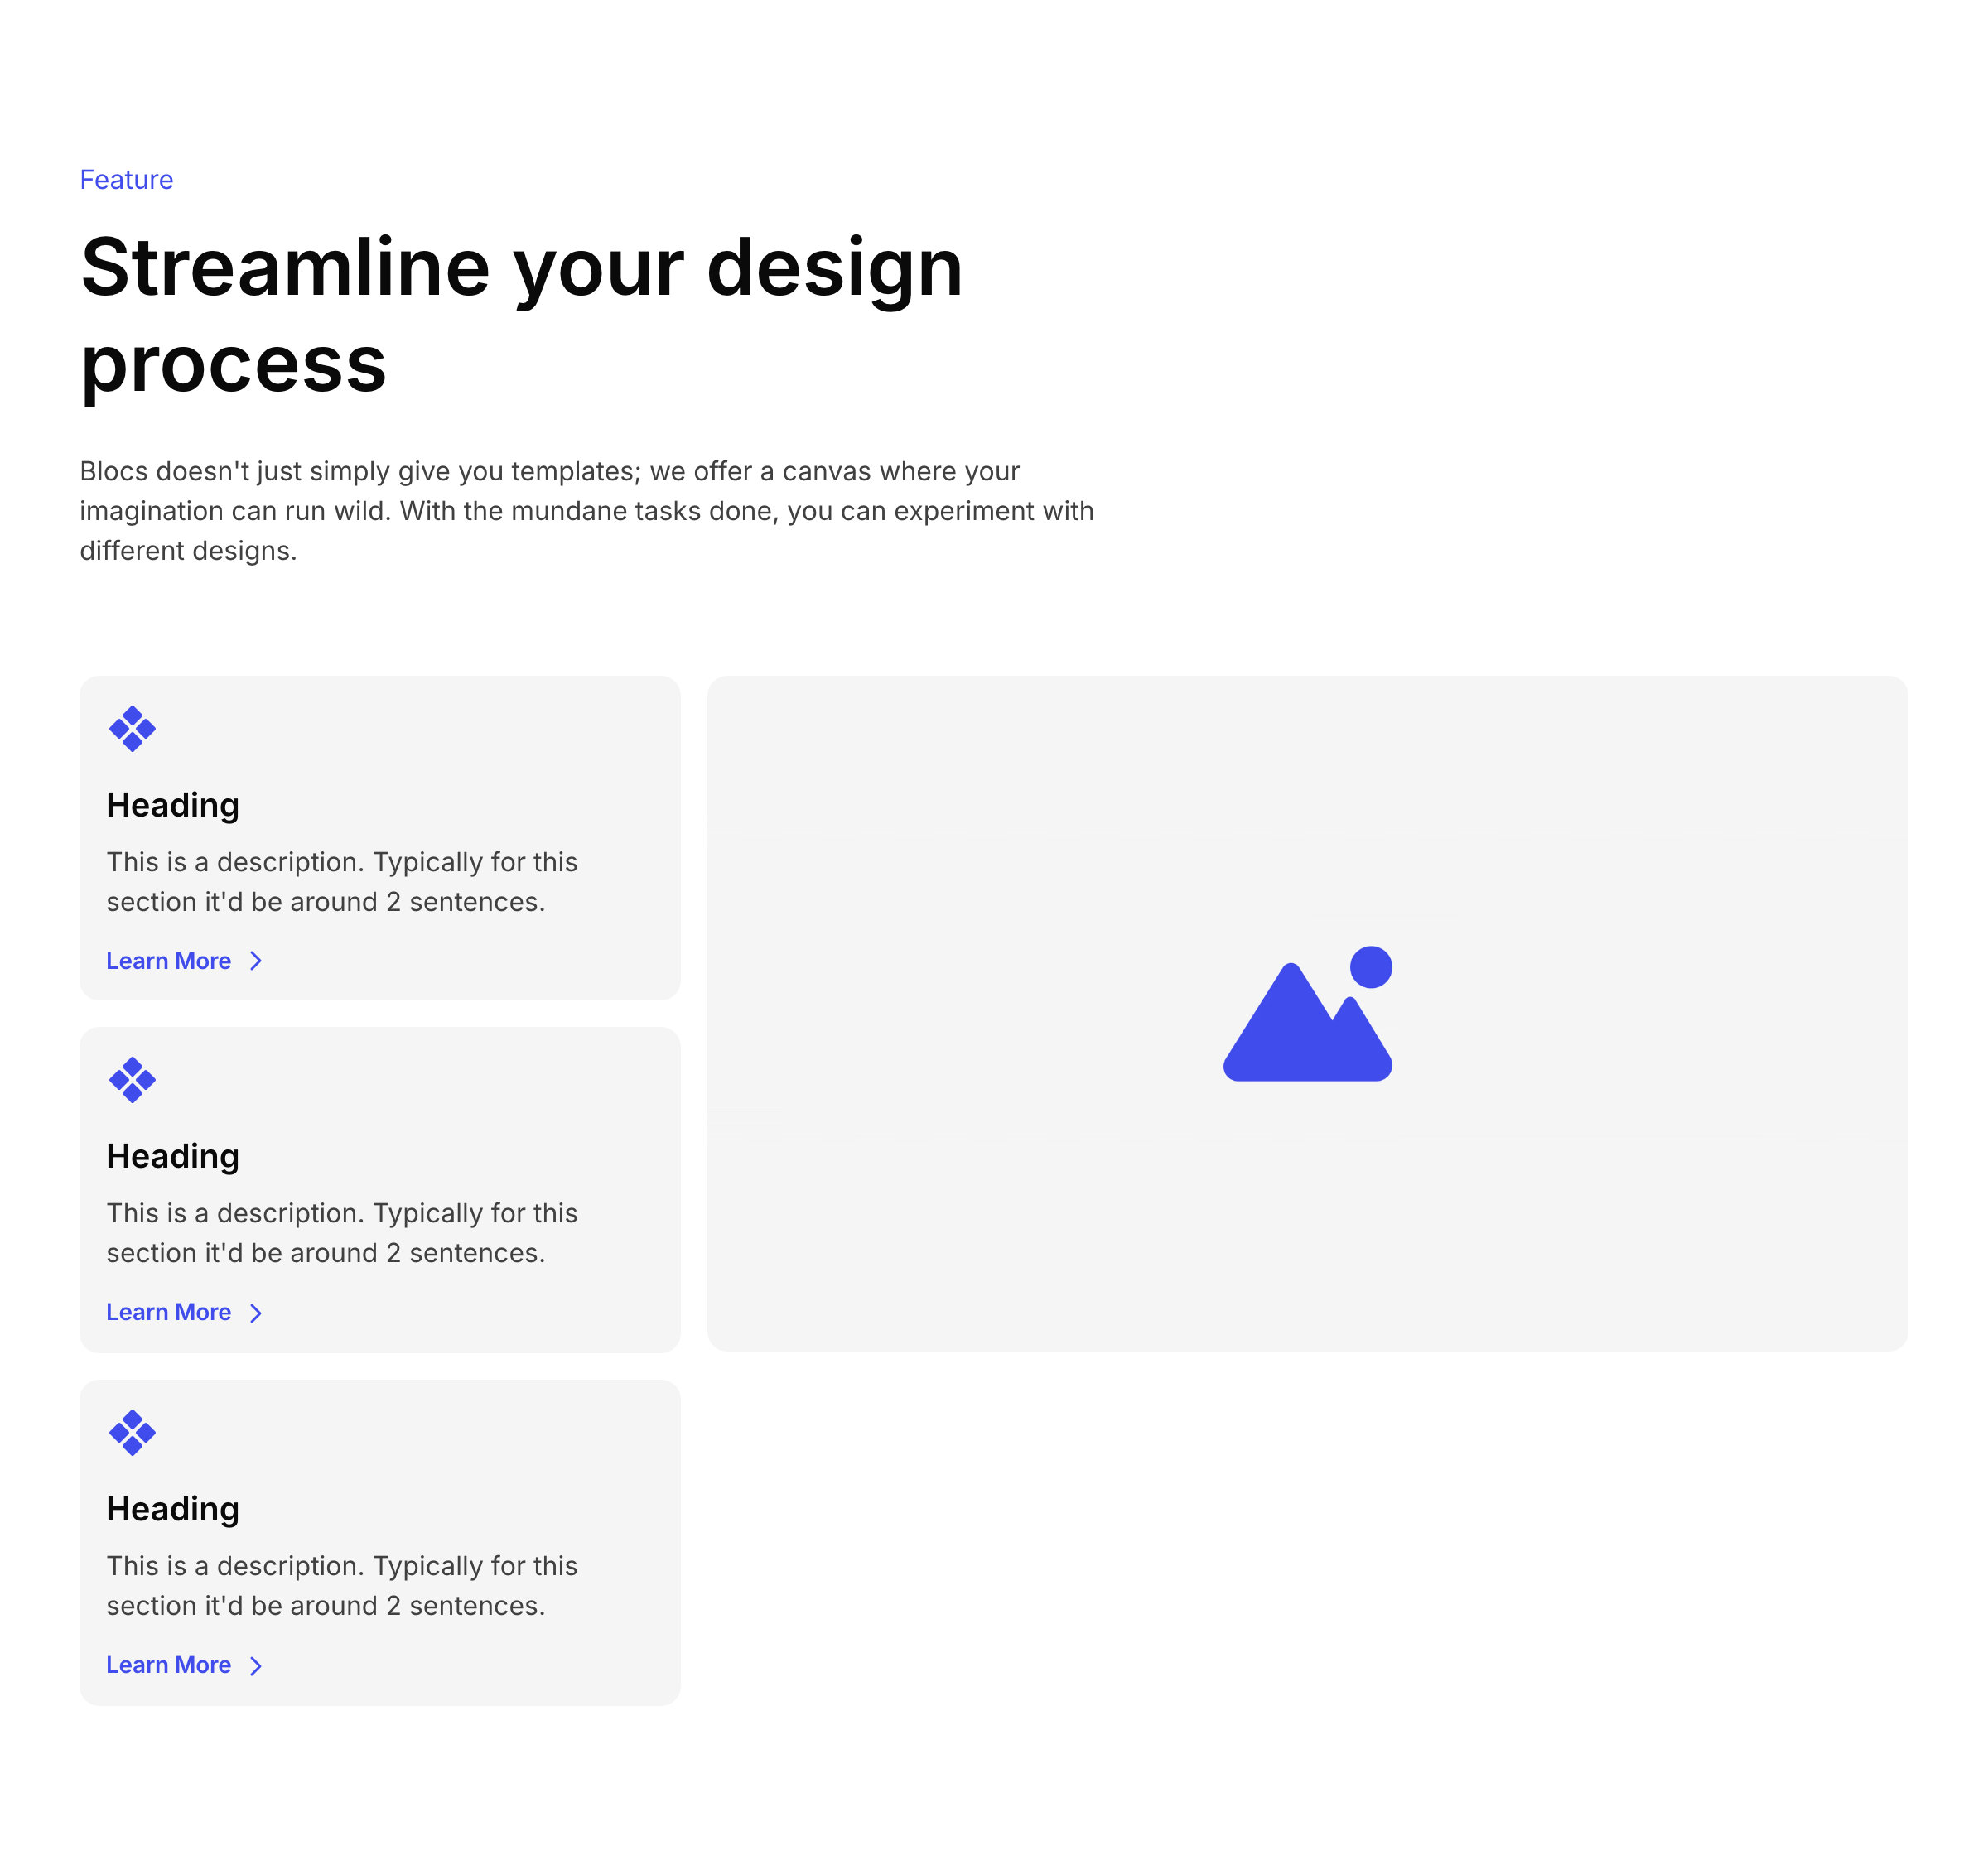 Feature
Streamline your design
process
Blocs doesn't just simply give you templates; we offer a canvas where your
imagination can run wild. With the mundane tasks done, you can experiment with
different designs.
Heading
This is a description. Typically for this
section it'd be around 2 sentences.
Learn More
Heading
This is a description. Typically for this
section it'd be around 2 sentences.
Learn More
Heading
This is a description. Typically for this
section it'd be around 2 sentences.
Learn More